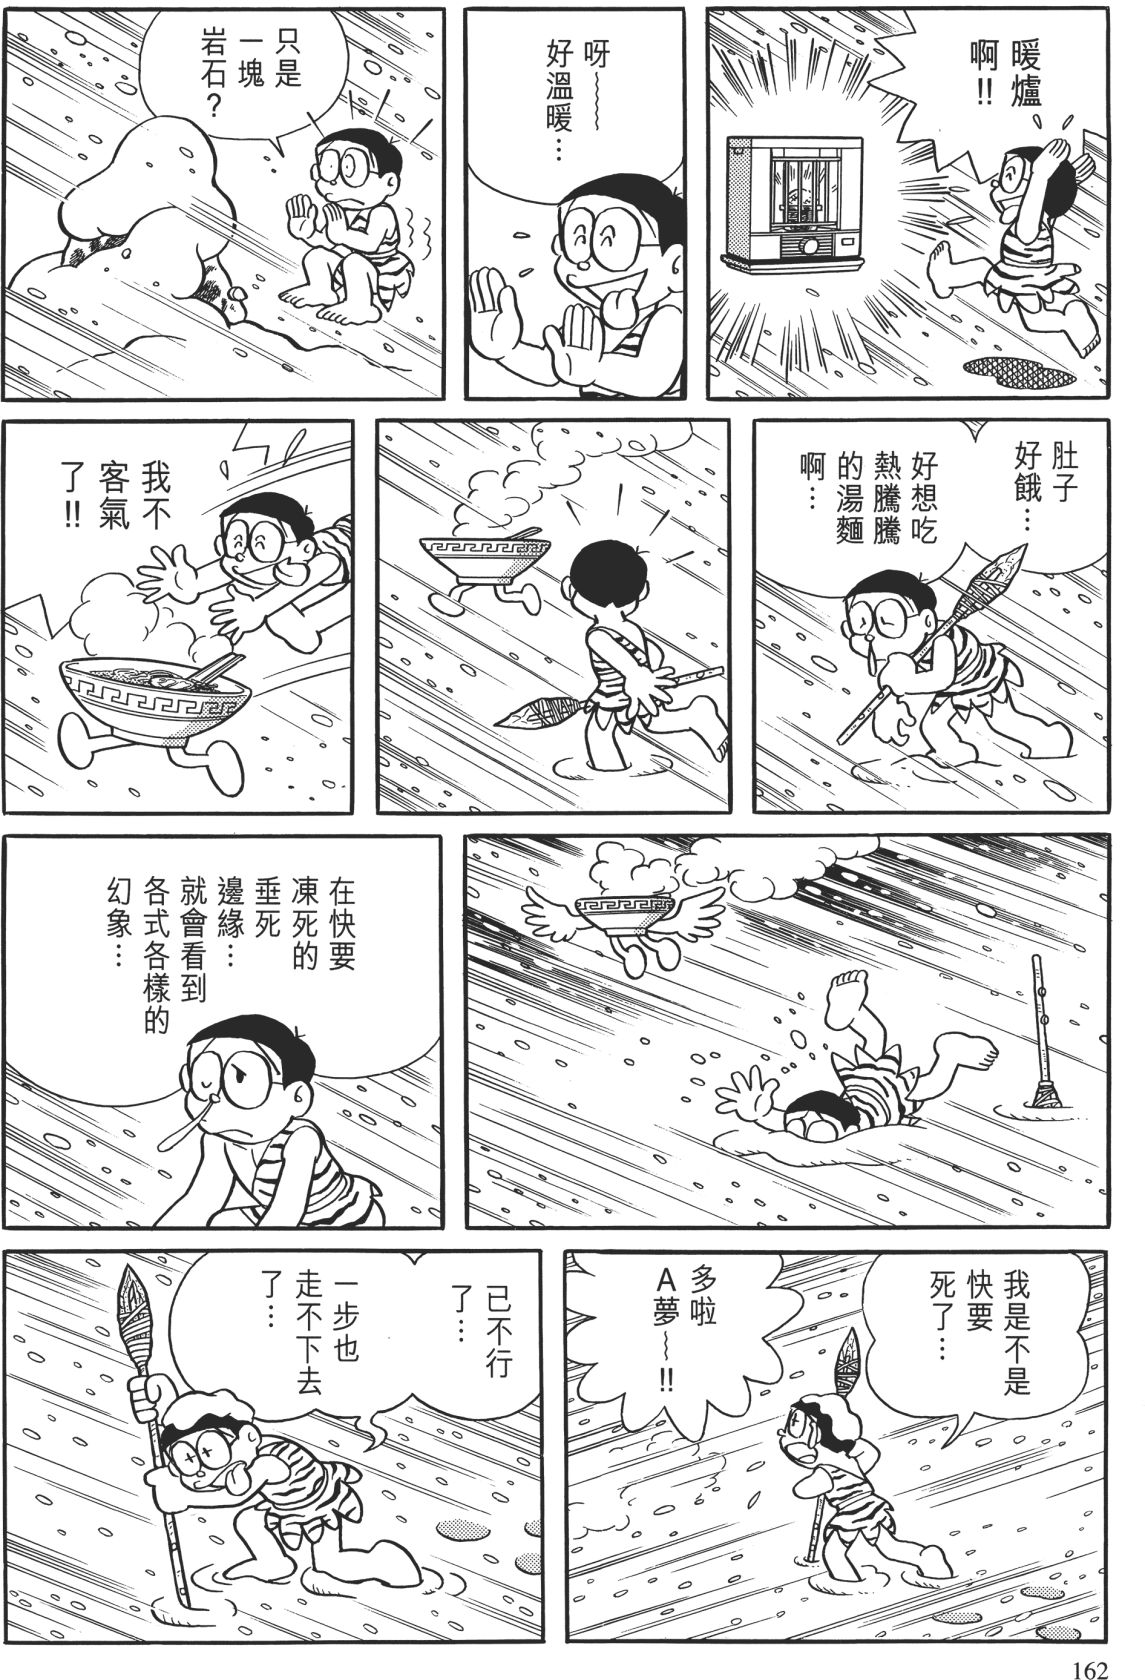 暖爐
啊!!
呀～～
好溫暖…
只是
一塊
岩石?
肚子
好餓…
好想吃
熱騰騰
的湯麵
啊…
我不
客氣
了!!
在快要
凍死的
垂死
邊緣…
就會看到
各式各樣的
幻象…
我是不是
快要
死了…
多啦
A夢～!!
已不行
了…
一步也
走不下去
了…
162